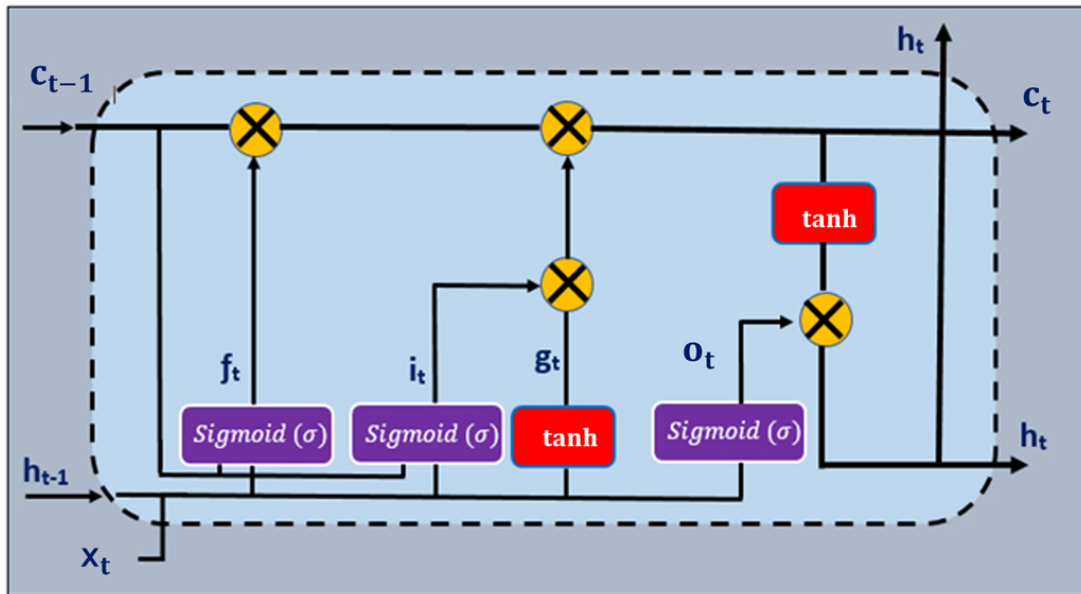 hₜ
cₜ₋₁
cₜ
tanh
fₜ
iₜ
gₜ
oₜ
Sigmoid (σ)
Sigmoid (σ)
tanh
Sigmoid (σ)
hₜ
hₜ₋₁
xₜ